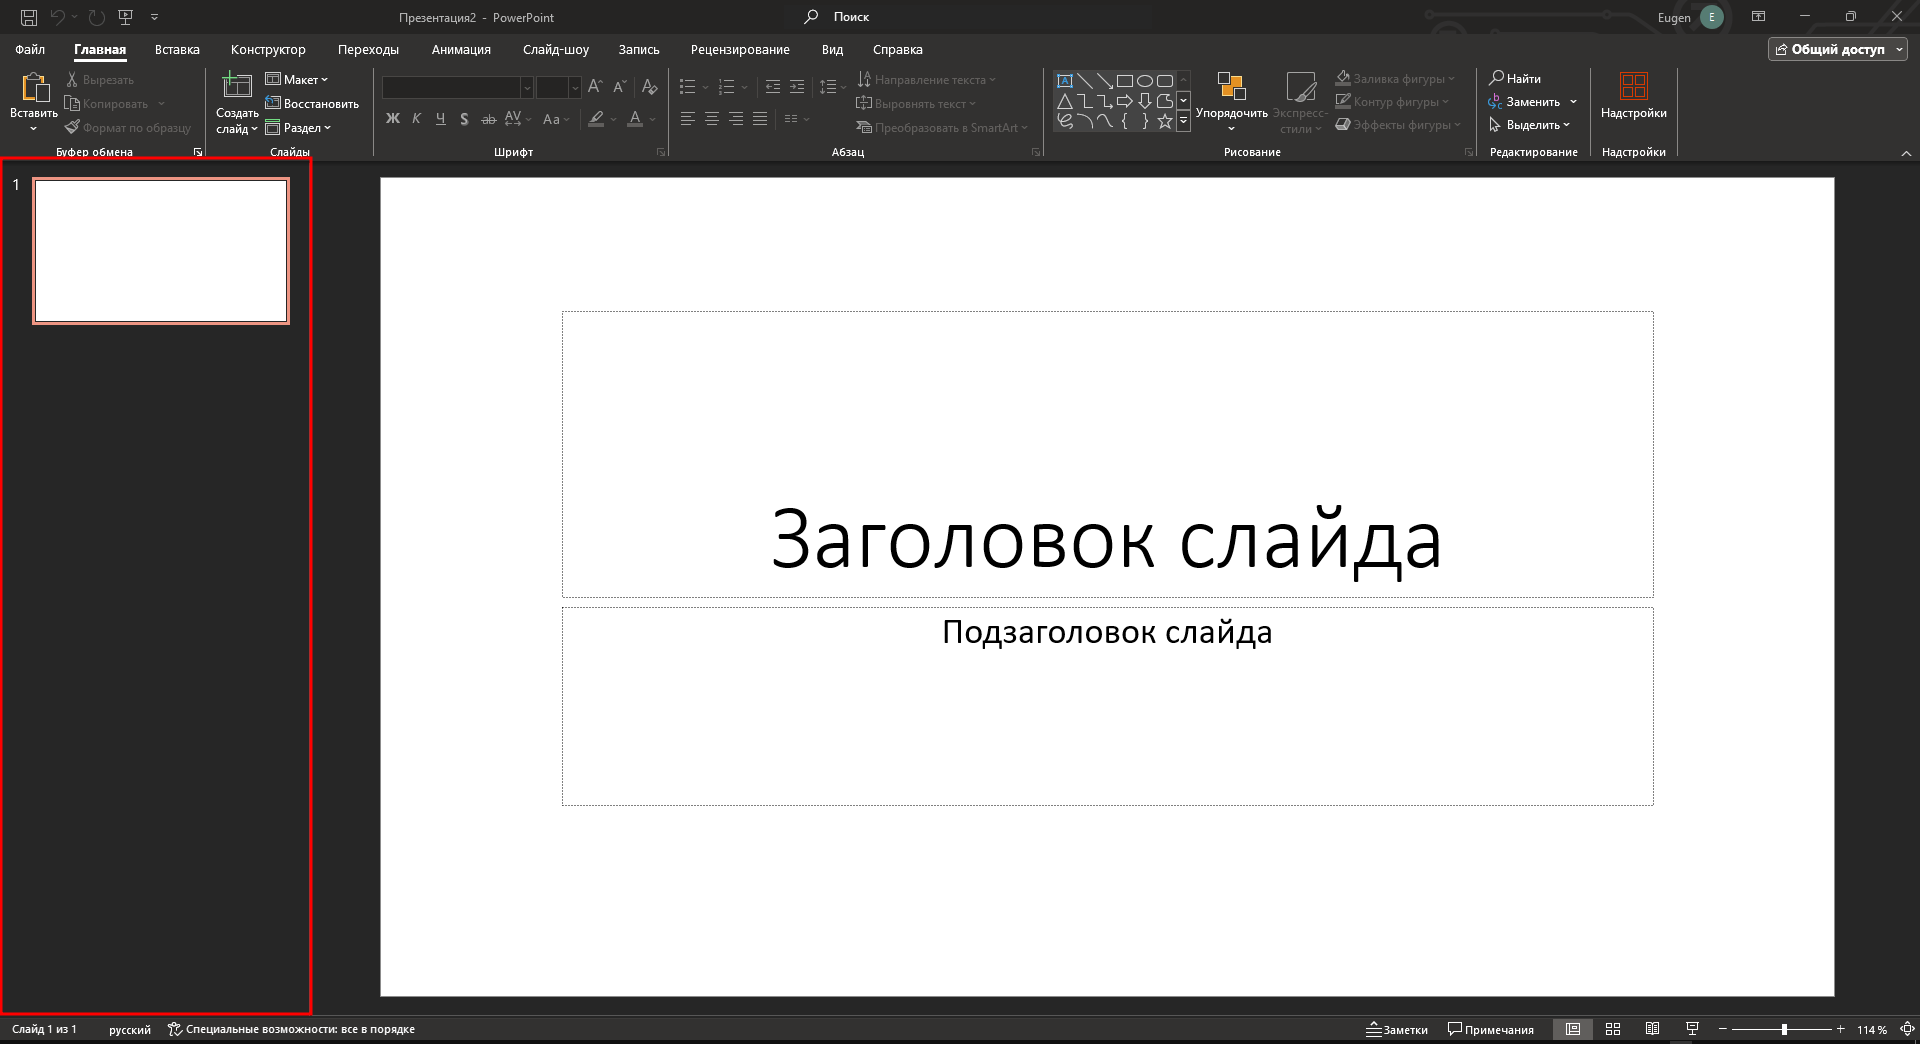 Презентация2 - PowerPoint
Поиск
Eugen
E
Файл Главная Вставка Конструктор Переходы Анимация Слайд-шоу Запись Рецензирование Вид Справка
Общий доступ
Вставить
Вырезать
Копировать
Формат по образцу
Буфер обмена
Создать слайд
Макет
Восстановить
Раздел
Слайды
Ж К Ч S ab AV Aa A
Шрифт
Направление текста
Выровнять текст
Преобразовать в SmartArt
Абзац
Упорядочить
Экспресс-стили
Заливка фигуры
Контур фигуры
Эффекты фигуры
Рисование
Найти
Заменить
Выделить
Редактирование
Надстройки
Надстройки
1
Заголовок слайда
Подзаголовок слайда
Слайд 1 из 1 русский Специальные возможности: все в порядке
Заметки Примечания 114 %